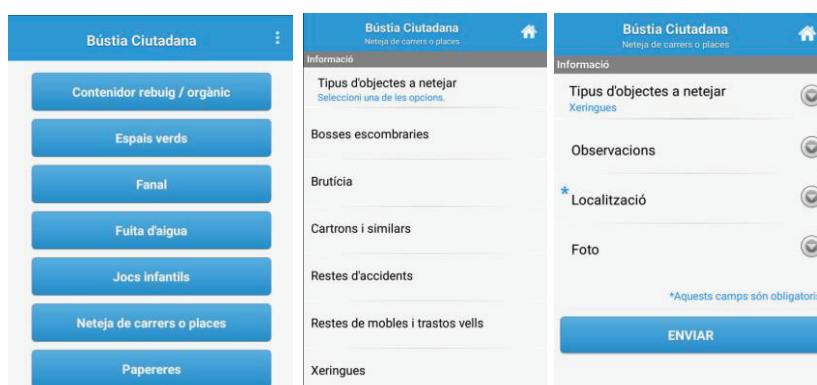 Bústia Ciutadana
Contenidor rebuig / orgànic
Espais verds
Fanal
Fuita d'aigua
Jocs infantils
Neteja de carrers o places
Papereres
Bústia Ciutadana
Neteja de carrers o places
Informació
Tipus d'objectes a netejar
Seleccioni una de les opcions.
Bosses escombraries
Brutícia
Cartrons i similars
Restes d'accidents
Restes de mobles i trastos vells
Xeringues
Bústia Ciutadana
Neteja de carrers o places
Informació
Tipus d'objectes a netejar
Xeringues
Observacions
*Localització
Foto
*Aquests camps són obligatoris
ENVIAR